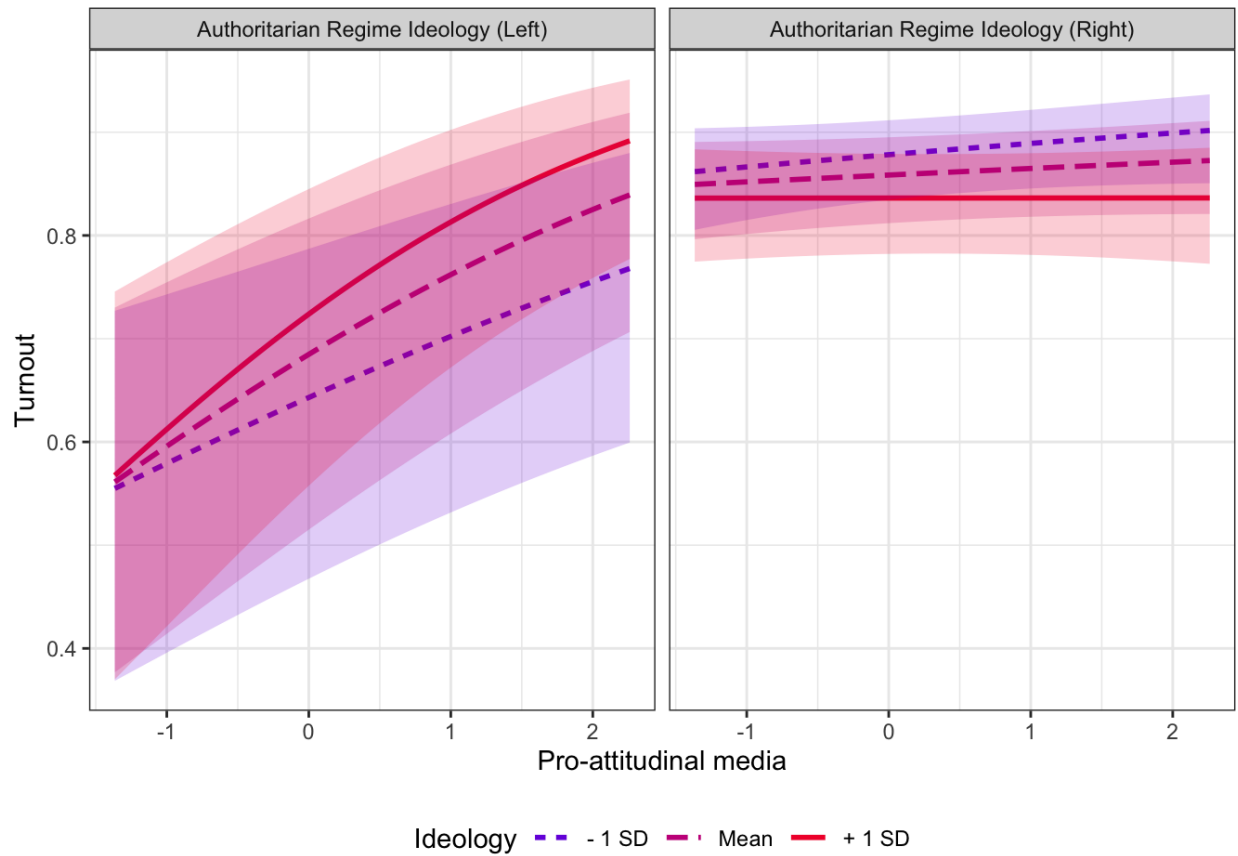 Authoritarian Regime Ideology (Left)
Authoritarian Regime Ideology (Right)
Turnout
0.8
0.6
0.4
-1 0 1 2
-1 0 1 2
Pro-attitudinal media
Ideology - 1 SD Mean + 1 SD